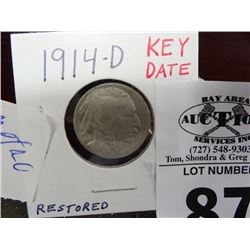 1914-D
KEY
DATE
RESTORED
BAY AREA
AUCTION
SERVICES INC.
(727) 548-9303
Tom, Shondra & Greg
LOT NUMBER
87